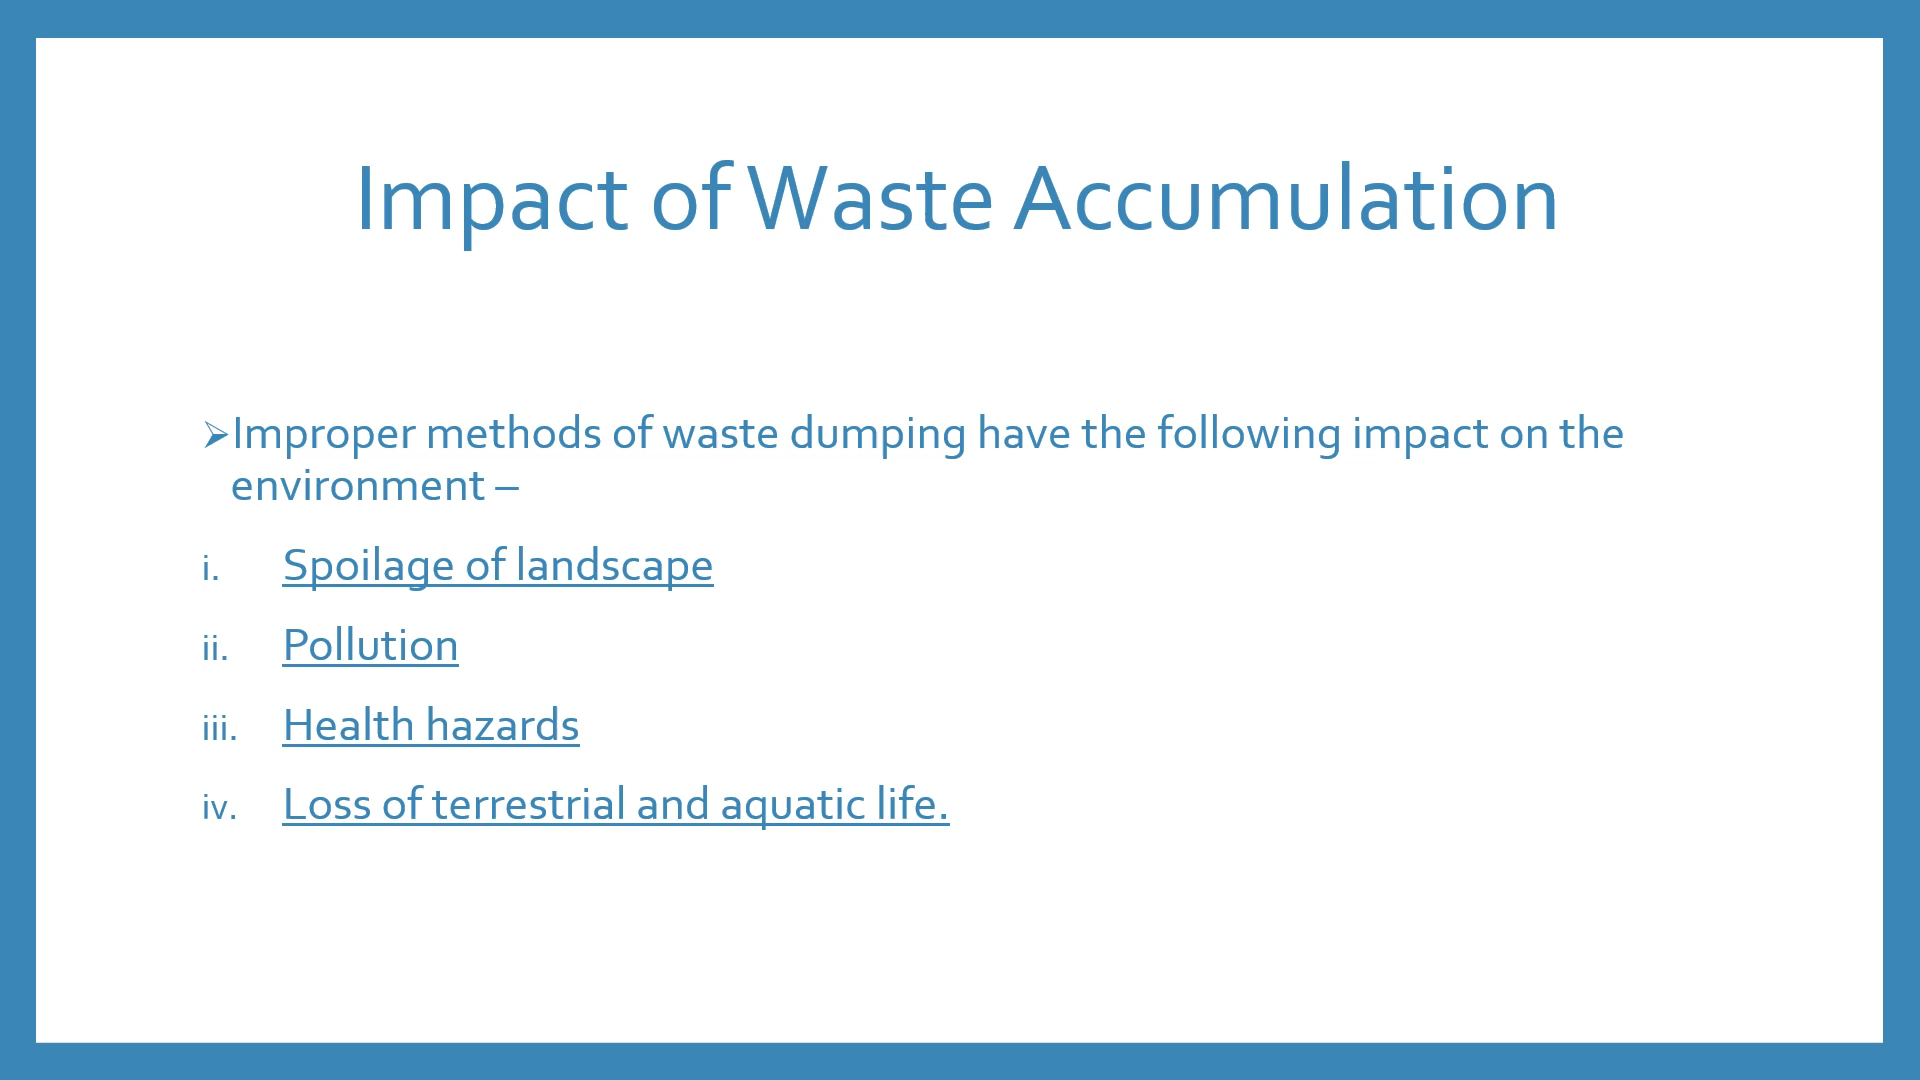 Impact of Waste Accumulation
➢Improper methods of waste dumping have the following impact on the
environment –
i. Spoilage of landscape
ii. Pollution
iii. Health hazards
iv. Loss of terrestrial and aquatic life.